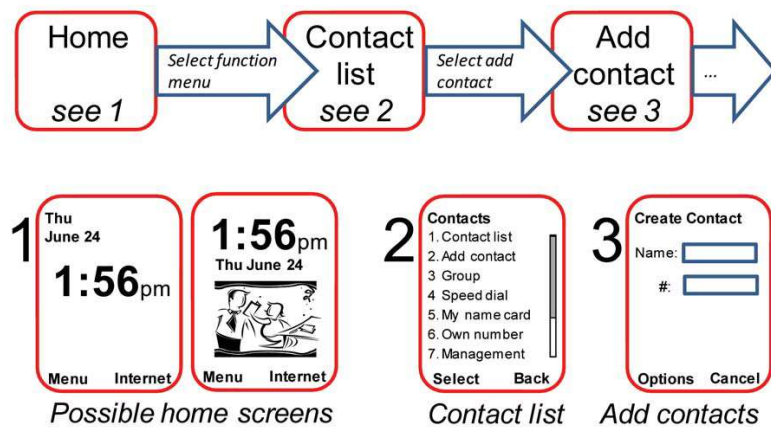 Home
see 1
Select function
menu
Contact
list
see 2
Select add
contact
Add
contact
see 3
...
1
Thu
June 24
1:56pm
Menu Internet
1:56pm
Thu June 24
Menu Internet
Possible home screens
2
Contacts
1. Contact list
2. Add contact
3 Group
4 Speed dial
5. My name card
6. Own number
7. Management
Select Back
Contact list
3
Create Contact
Name:
#:
Options Cancel
Add contacts